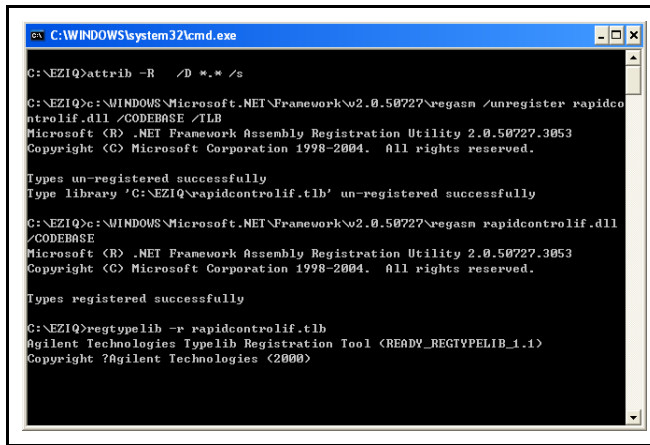 C:\WINDOWS\system32\cmd.exe
C:\EZIQ>attrib -R   /D *.* /s
C:\EZIQ>c:\WINDOWS\Microsoft.NET\Framework\v2.0.50727\regasm /unregister rapidco
ntrolif.dll /CODEBASE /TLB
Microsoft (R) .NET Framework Assembly Registration Utility 2.0.50727.3053
Copyright (C) Microsoft Corporation 1998-2004.  All rights reserved.
Types un-registered successfully
Type library 'C:\EZIQ\rapidcontrolif.tlb' un-registered successfully
C:\EZIQ>c:\WINDOWS\Microsoft.NET\Framework\v2.0.50727\regasm rapidcontrolif.dll
/CODEBASE
Microsoft (R) .NET Framework Assembly Registration Utility 2.0.50727.3053
Copyright (C) Microsoft Corporation 1998-2004.  All rights reserved.
Types registered successfully
C:\EZIQ>regtypelib -r rapidcontrolif.tlb
Agilent Technologies Typelib Registration Tool (READY_REGTYPELIB_1.1)
Copyright ?Agilent Technologies (2000)